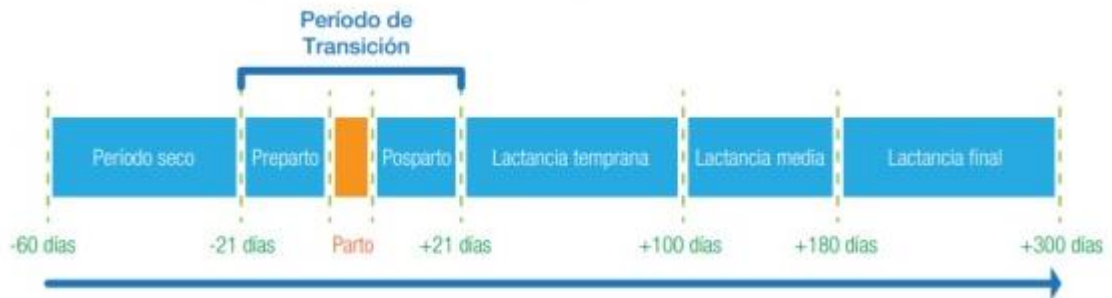 Período de
Transición
Período seco
Preparto
Posparto
Lactancia temprana
Lactancia media
Lactancia final
-60 días
-21 días
Parto
+21 días
+100 días
+180 días
+300 días